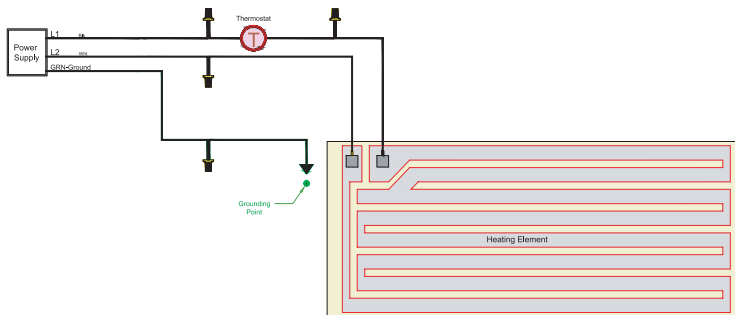 Thermostat
L1
Power
Supply
L2
GRN-Ground
T
Grounding
Point
Heating Element